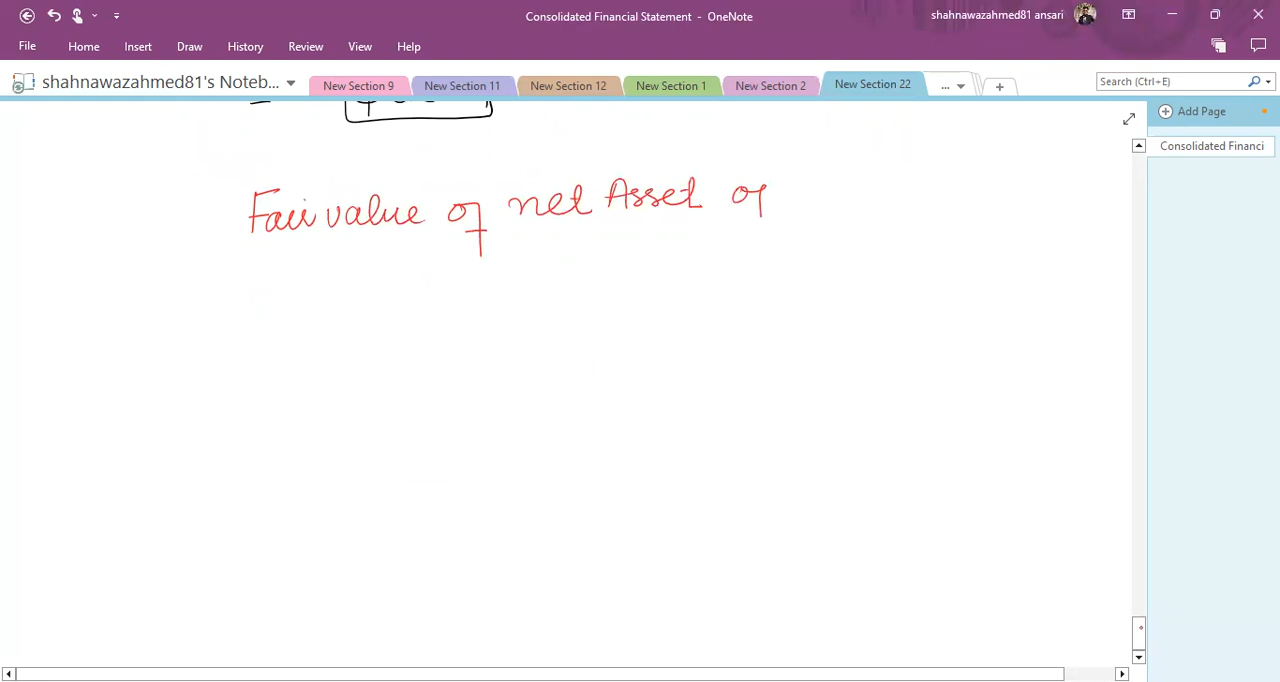 Consolidated Financial Statement - OneNote
shahnawazahmed81 ansari
File Home Insert Draw History Review View Help
shahnawazahmed81's Noteb... New Section 9 New Section 11 New Section 12 New Section 1 New Section 2 New Section 22 ... +
Search (Ctrl+E)
Add Page
Consolidated Financi
Fair value of net Asset of